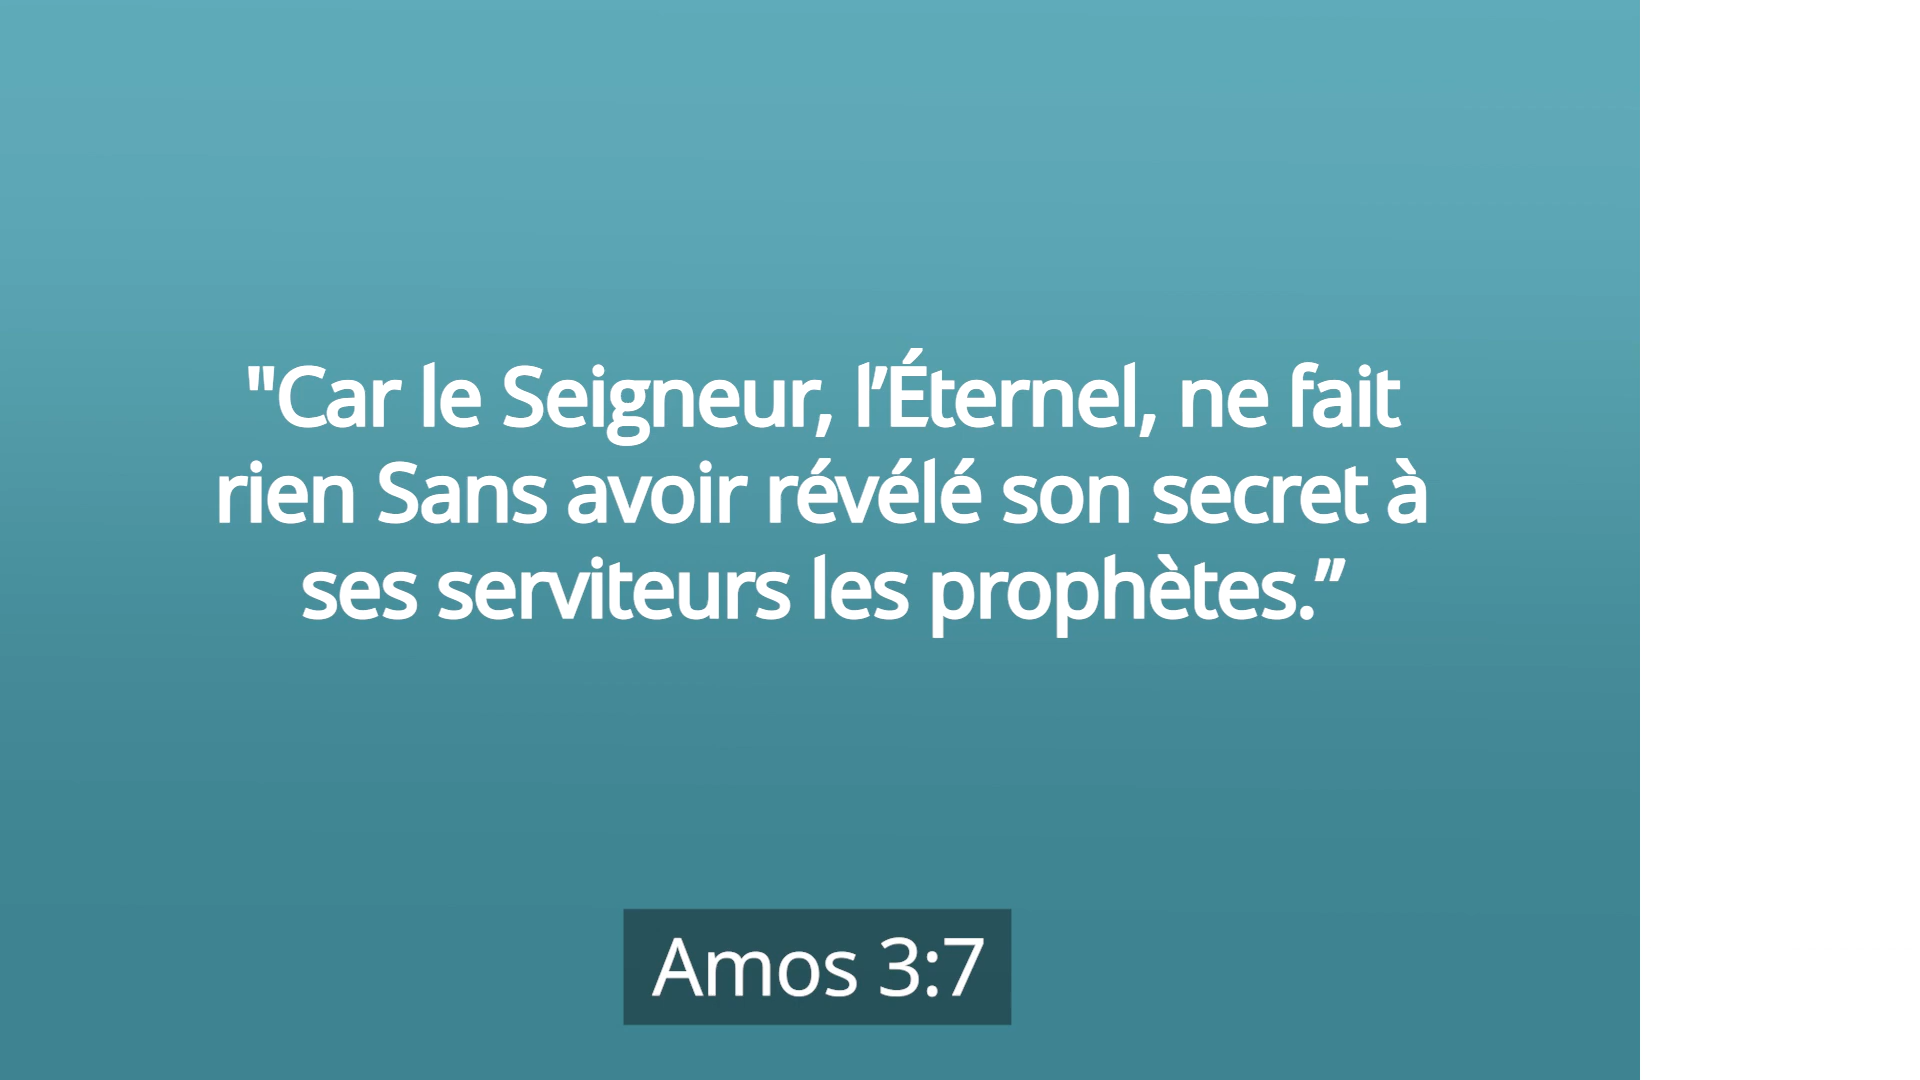 "Car le Seigneur, l’Éternel, ne fait
rien Sans avoir révélé son secret à
ses serviteurs les prophètes.”
Amos 3:7